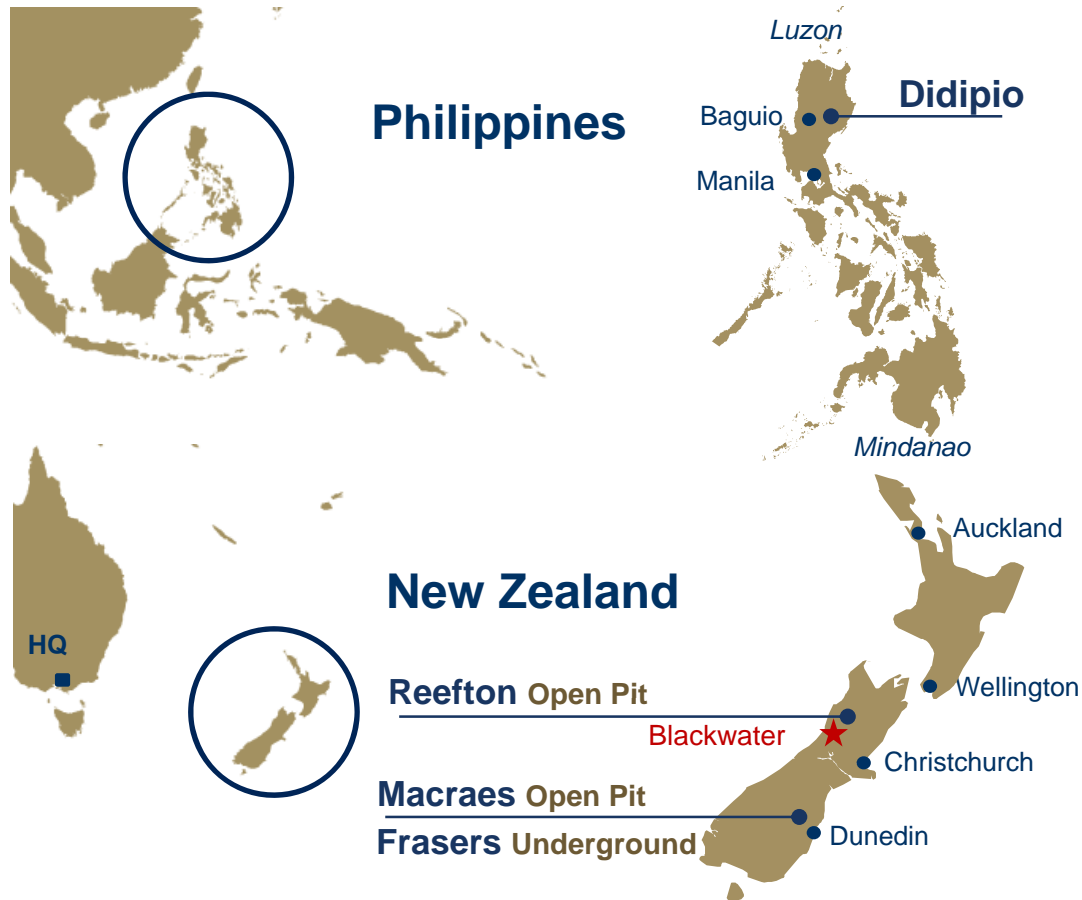 Luzon
Philippines
Didipio
Baguio
Manila
Mindanao
Auckland
New Zealand
HQ
Reefton Open Pit
Wellington
Blackwater
Christchurch
Macraes Open Pit
Frasers Underground
Dunedin